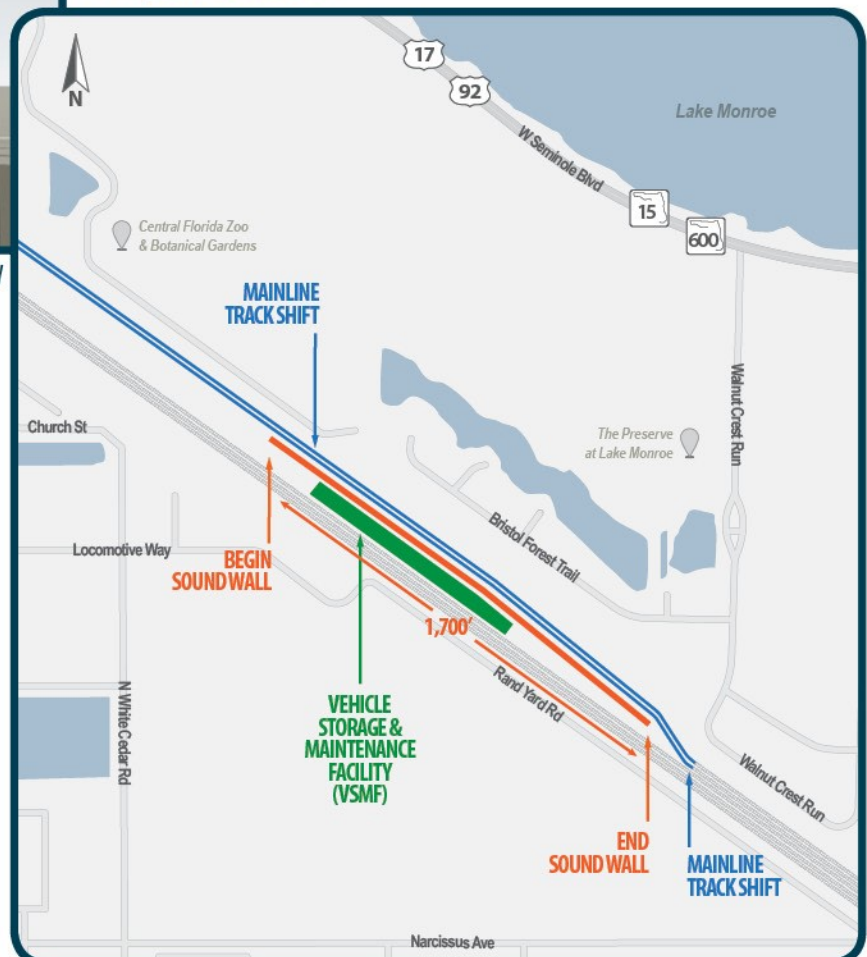 17
92
Lake Monroe
N
W Seminole Blvd
15
600
Central Florida Zoo
& Botanical Gardens
MAINLINE
TRACK SHIFT
Walnut Crest Run
Church St
The Preserve
at Lake Monroe
Bristol Forest Trail
Locomotive Way
BEGIN
SOUND WALL
1,700'
Rand Yard Rd
N White Cedar Rd
VEHICLE
STORAGE &
MAINTENANCE
FACILITY
(VSMF)
Walnut Crest Run
END
SOUND WALL
MAINLINE
TRACK SHIFT
Narcissus Ave